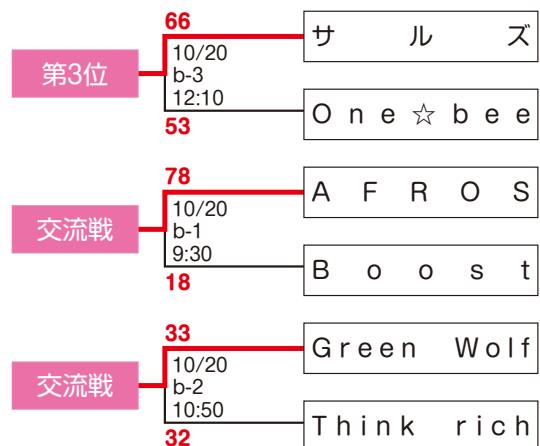 66
サルズ
第3位
10/20
b-3
12:10
One☆bee
53
78
AFROS
交流戦
10/20
b-1
9:30
Boost
18
33
Green Wolf
交流戦
10/20
b-2
10:50
Think rich
32